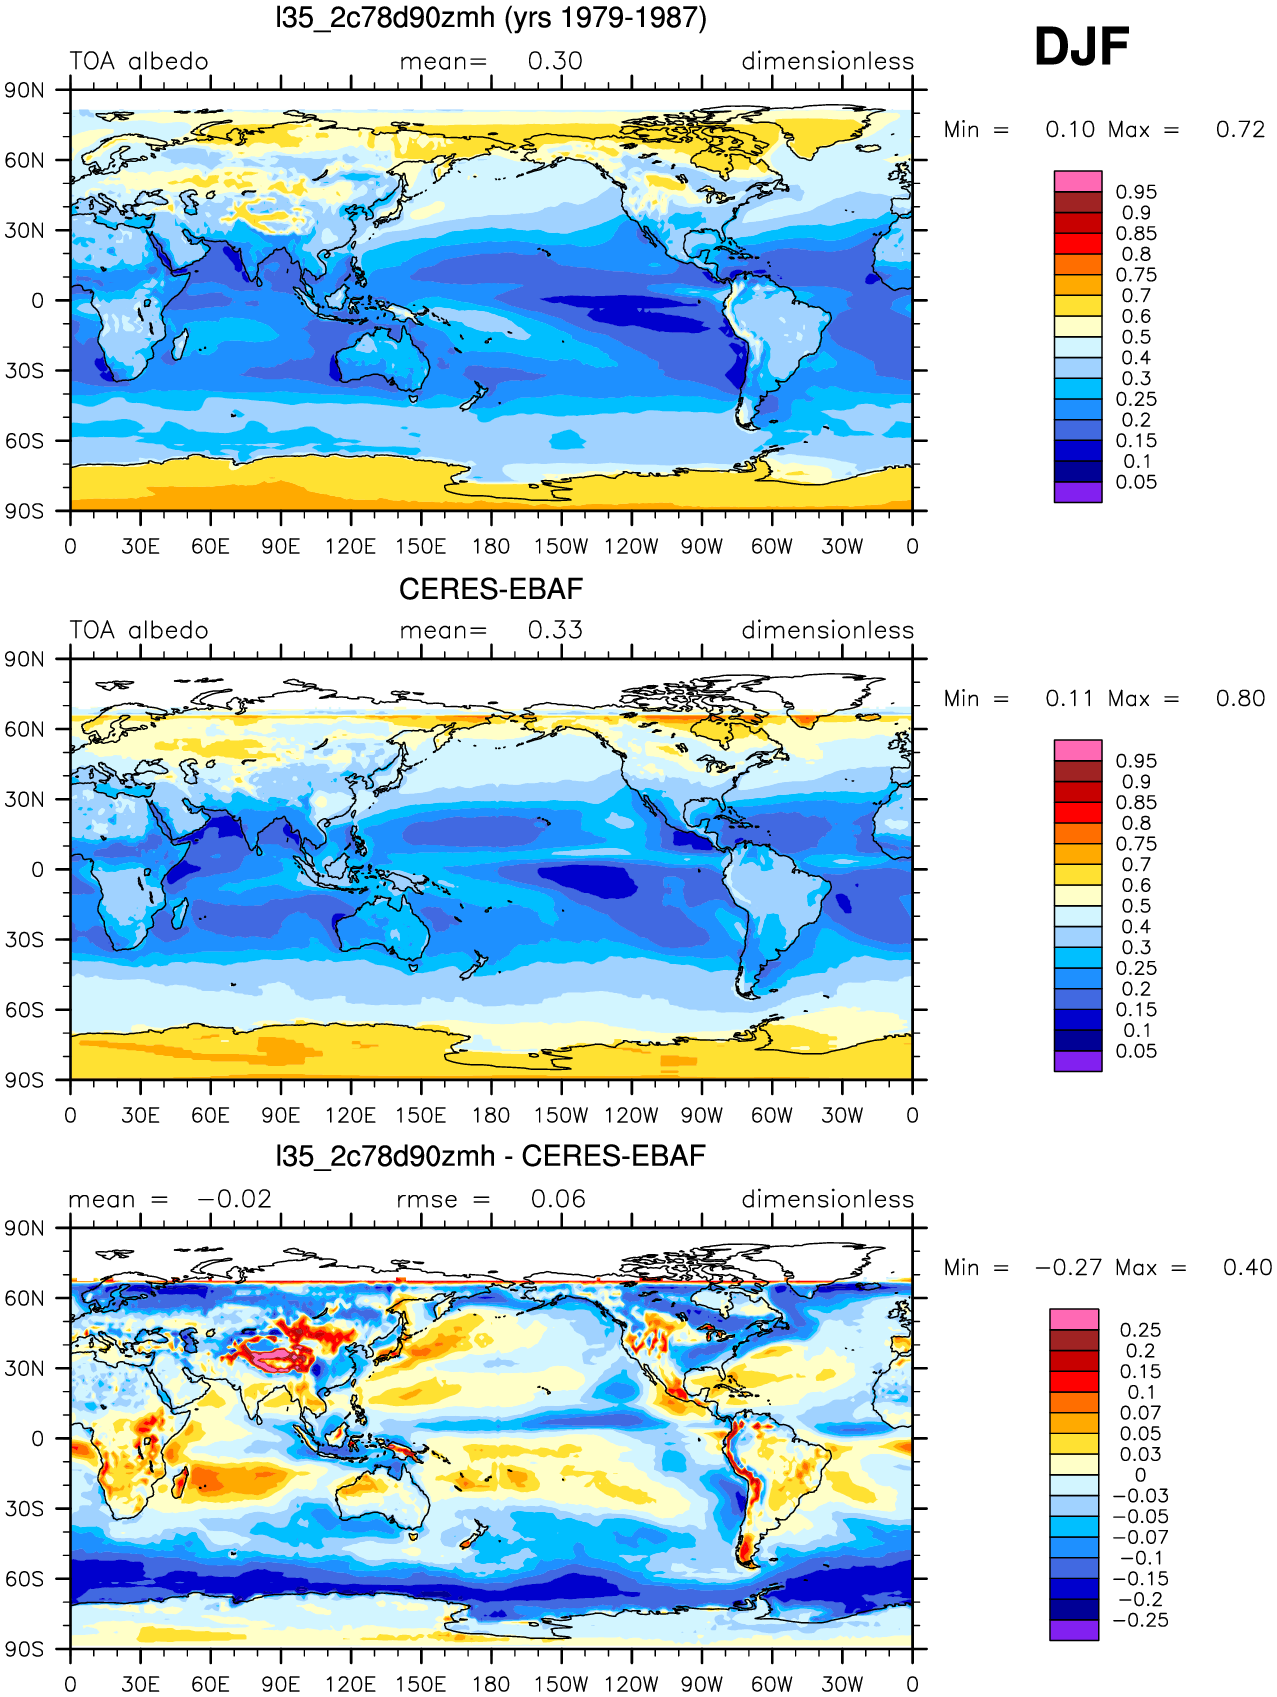 l35_2c78d90zmh (yrs 1979-1987)
DJF
TOA albedo mean= 0.30 dimensionless
Min = 0.10 Max = 0.72
90N
60N
30N
0
30S
60S
90S
0 30E 60E 90E 120E 150E 180 150W 120W 90W 60W 30W 0
0.95
0.9
0.85
0.8
0.75
0.7
0.6
0.5
0.4
0.3
0.25
0.2
0.15
0.1
0.05
CERES-EBAF
TOA albedo mean= 0.33 dimensionless
Min = 0.11 Max = 0.80
90N
60N
30N
0
30S
60S
90S
0 30E 60E 90E 120E 150E 180 150W 120W 90W 60W 30W 0
0.95
0.9
0.85
0.8
0.75
0.7
0.6
0.5
0.4
0.3
0.25
0.2
0.15
0.1
0.05
l35_2c78d90zmh - CERES-EBAF
mean = −0.02 rmse = 0.06 dimensionless
Min = −0.27 Max = 0.40
90N
60N
30N
0
30S
60S
90S
0 30E 60E 90E 120E 150E 180 150W 120W 90W 60W 30W 0
0.25
0.2
0.15
0.1
0.07
0.05
0.03
0
−0.03
−0.05
−0.07
−0.1
−0.15
−0.2
−0.25